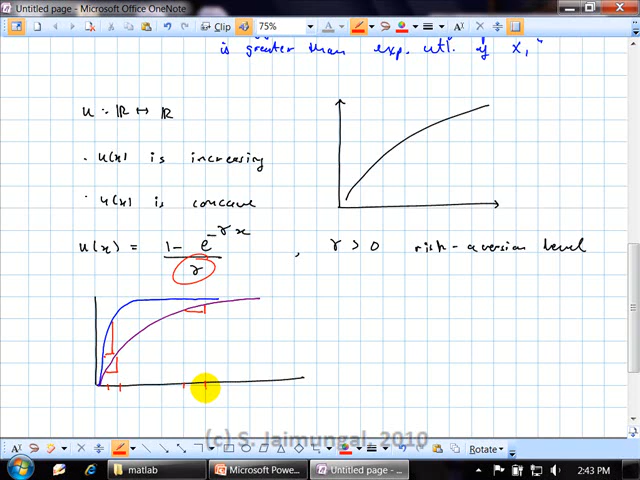 Untitled page - Microsoft Office OneNote
Clip
75%
is greater than exp. utl. of X,"
u : ℝ ↔ ℝ
· u(x) is increasing
· u(x) is concave
u(x) = 1 - e^-γx / γ , γ > 0 risk-aversion level
(c) S. Jaimungal, 2010
Rotate
matlab
Microsoft Powe...
Untitled page - ...
2:43 PM